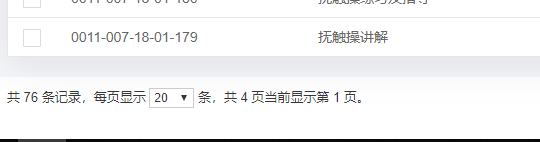 0011-007-18-01-179 抚触操讲解
共 76 条记录，每页显示 20 条，共 4 页当前显示第 1 页。